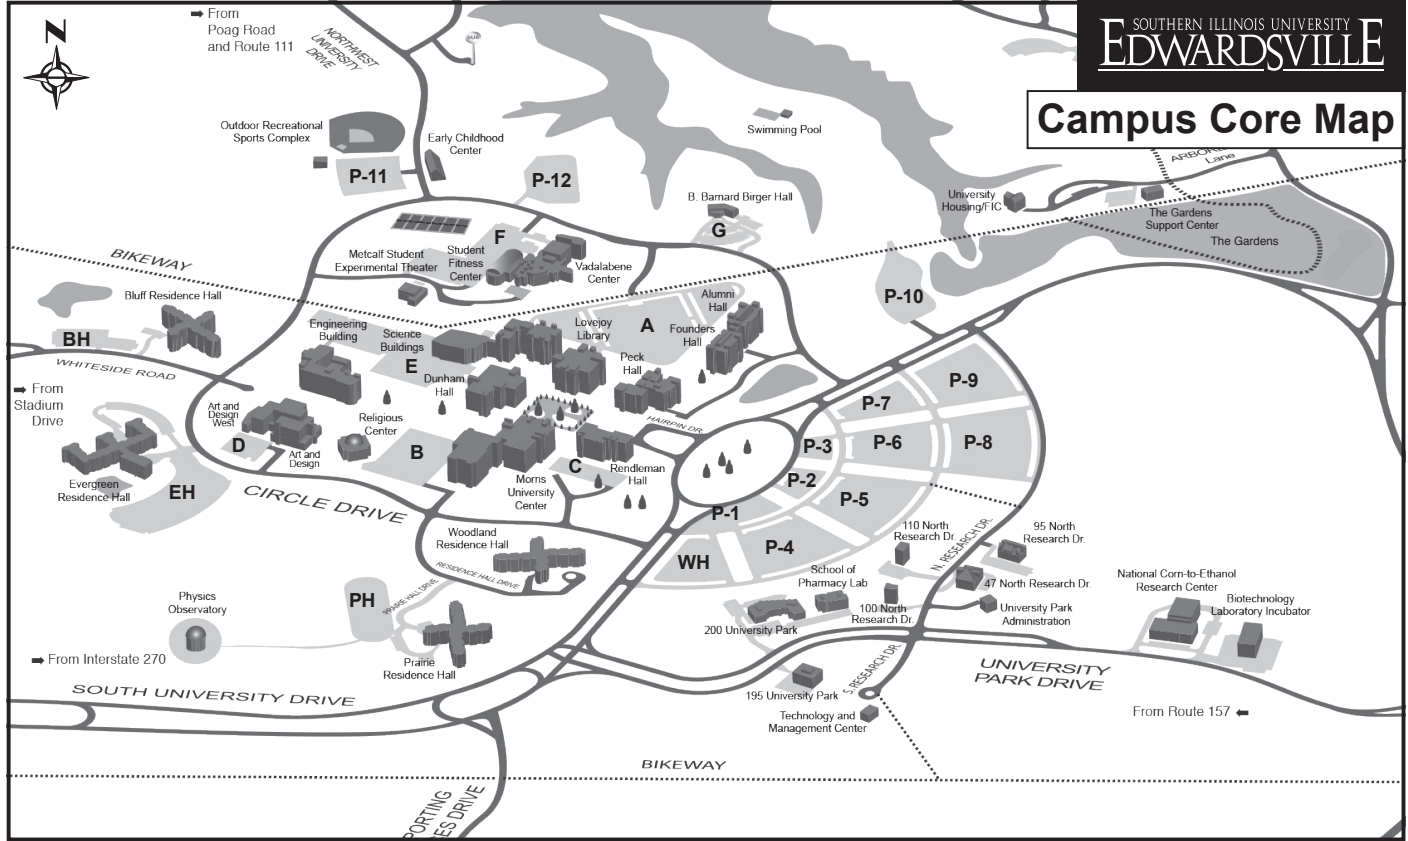 SOUTHERN ILLINOIS UNIVERSITY
EDWARDSVILLE
Campus Core Map
N
From
Poag Road
and Route 111
NORTHWEST
UNIVERSITY
DRIVE
SIUE
Outdoor Recreational
Sports Complex
Early Childhood
Center
P-11
P-12
Swimming Pool
B. Barnard Birger Hall
G
University
Housing/FIC
Lane
The Gardens
Support Center
The Gardens
BIKEWAY
F
Metcalf Student
Experimental Theater
Student
Fitness
Center
Vadalabene
Center
P-10
Bluff Residence Hall
BH
WHITESIDE ROAD
Engineering
Building
Science
Buildings
E
Lovejoy
Library
A
Alumni
Hall
Founders
Hall
Peck
Hall
Dunham
Hall
From
Stadium
Drive
Art and
Design
West
D
Art and
Design
Religious
Center
B
HAIRPIN DR.
C
Rendleman
Hall
Morris
University
Center
P-9
P-7
P-3
P-6
P-8
P-2
P-5
P-1
P-4
WH
Evergreen
Residence Hall
EH
CIRCLE DRIVE
Woodland
Residence Hall
RESIDENCE HALL DRIVE
PRAIRIE HALL DRIVE
PH
Physics
Observatory
Prairie
Residence Hall
From Interstate 270
SOUTH UNIVERSITY DRIVE
110 North
Research Dr.
N. RESEARCH DR.
95 North
Research Dr.
School of
Pharmacy Lab
47 North Research Dr.
100 North
Research Dr.
University Park
Administration
200 University Park
National Corn-to-Ethanol
Research Center
Biotechnology
Laboratory Incubator
195 University Park
S. RESEARCH DR.
Technology and
Management Center
UNIVERSITY
PARK DRIVE
From Route 157
BIKEWAY